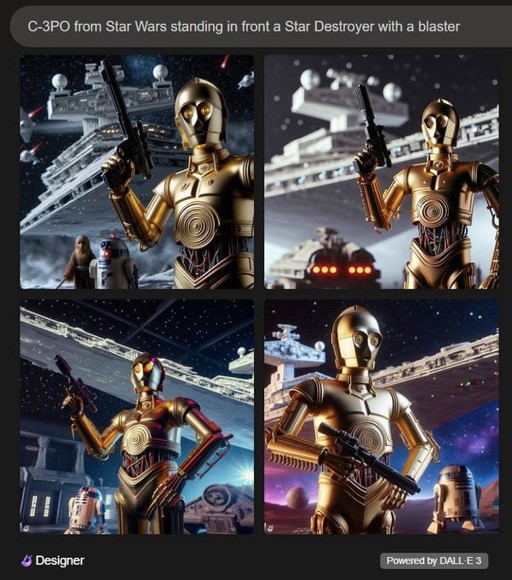 C-3PO from Star Wars standing in front a Star Destroyer with a blaster
Designer
Powered by DALL·E 3